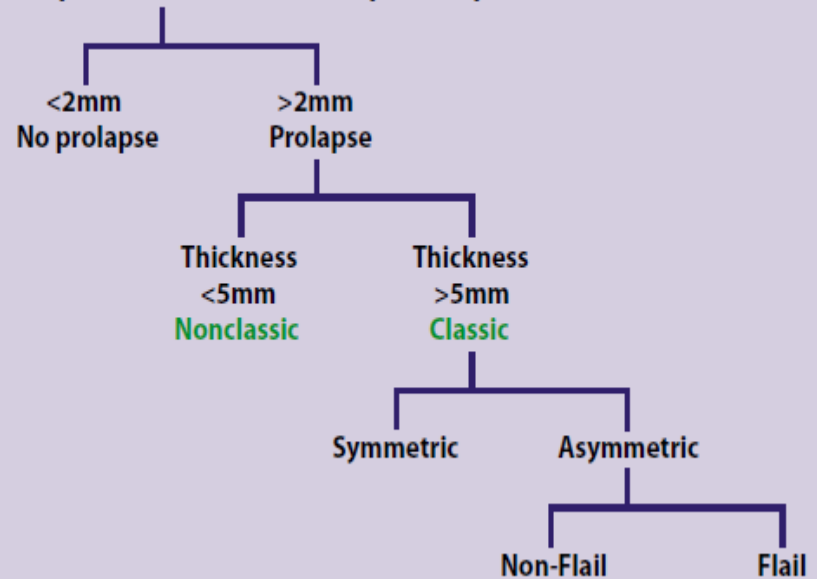 <2mm >2mm
No prolapse Prolapse
Thickness Thickness
<5mm >5mm
Nonclassic Classic
Symmetric Asymmetric
Non-Flail Flail